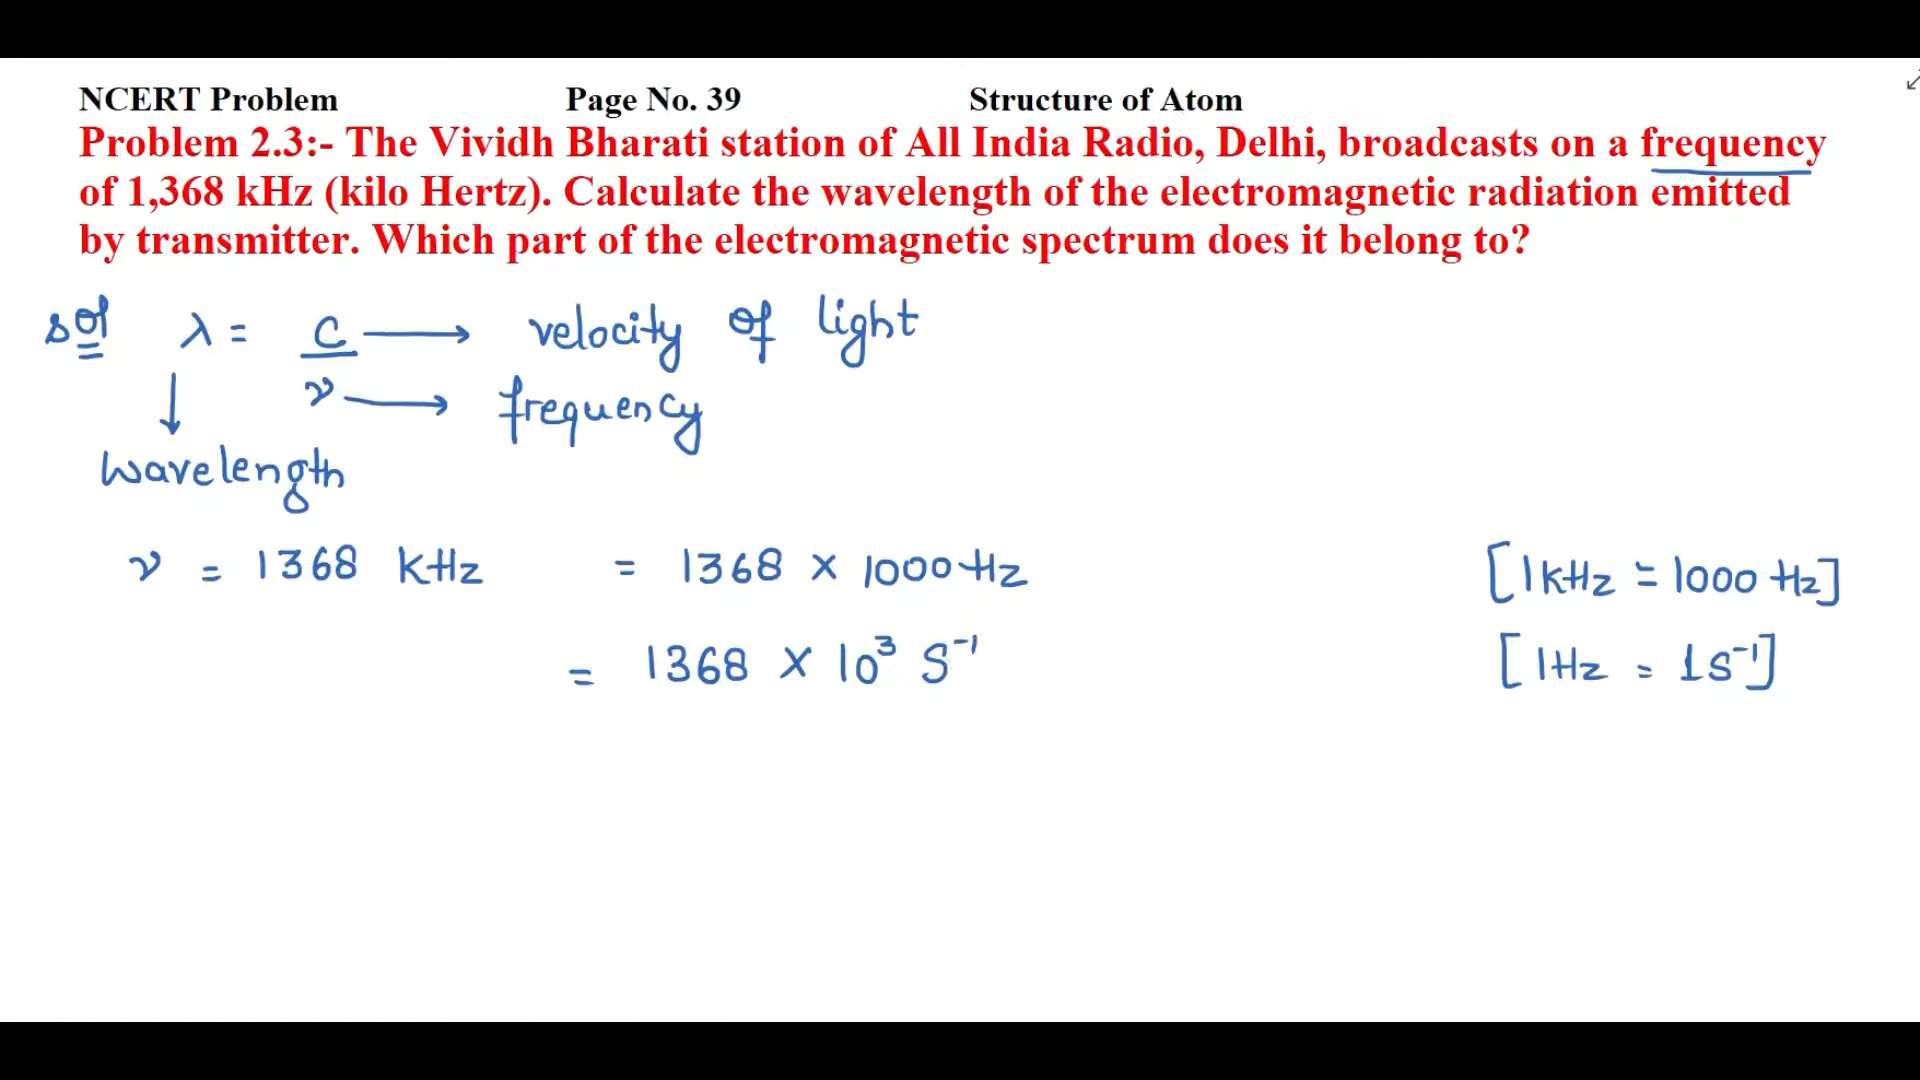 NCERT Problem Page No. 39 Structure of Atom
Problem 2.3:- The Vividh Bharati station of All India Radio, Delhi, broadcasts on a frequency
of 1,368 kHz (kilo Hertz). Calculate the wavelength of the electromagnetic radiation emitted
by transmitter. Which part of the electromagnetic spectrum does it belong to?
sol λ = C → velocity of light
ν → frequency
wavelength
ν = 1368 KHz = 1368 × 1000 Hz [1 KHz = 1000 Hz]
= 1368 × 10³ S⁻¹ [1Hz = 1S⁻¹]